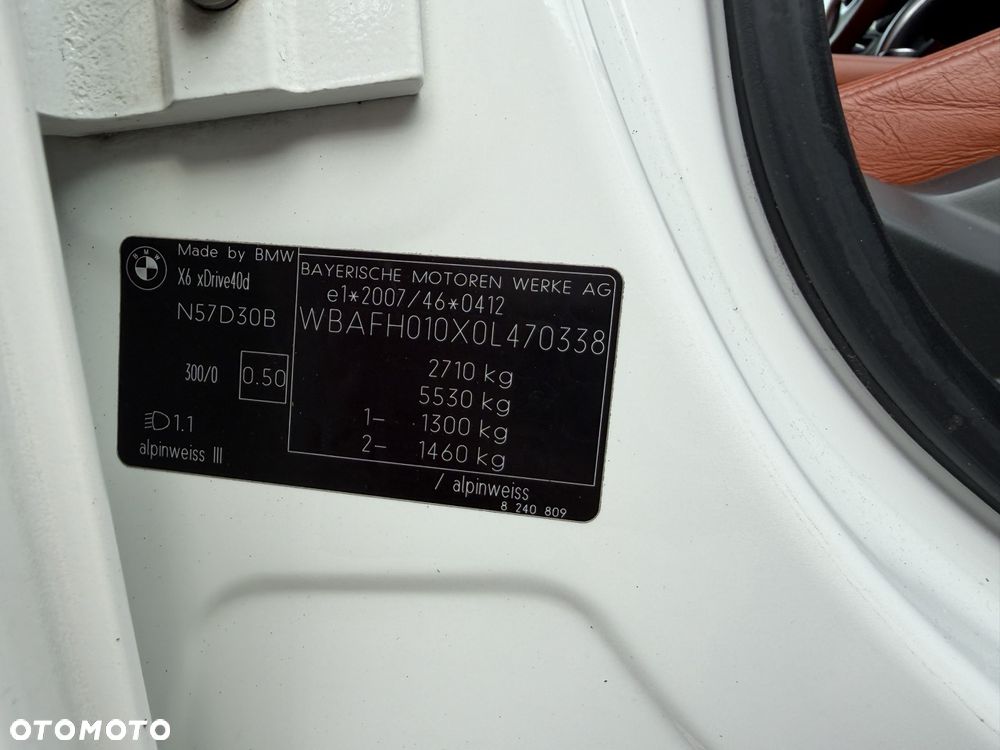 BMW
Made by BMW
X6 xDrive40d
N57D30B
300/0 0.50
1.1
alpinweiss III
BAYERISCHE MOTOREN WERKE AG
e1*2007/46*0412
WBAFH010X0L470338
2710 kg
5530 kg
1- 1300 kg
2- 1460 kg
/ alpinweiss
8 240 809
OTOMOTO